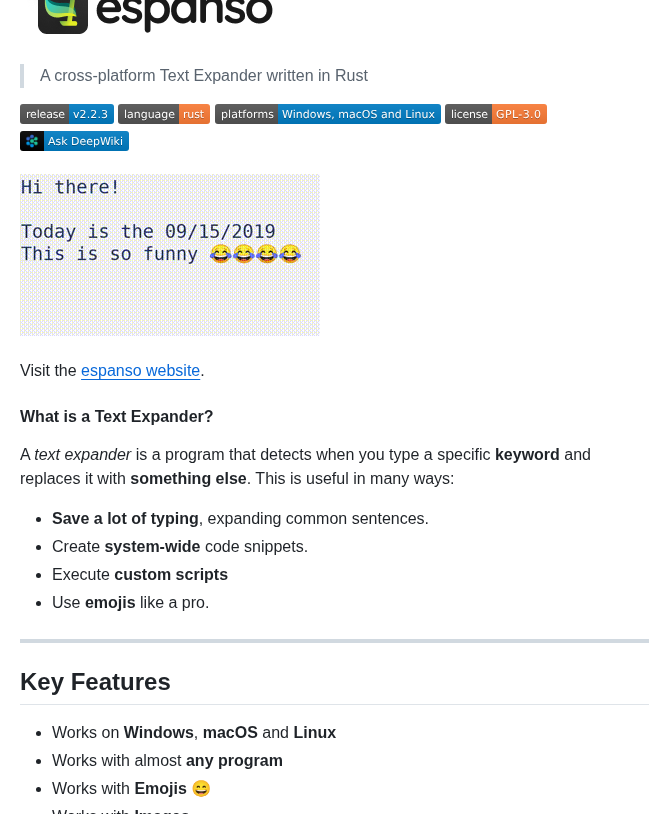 espanso
A cross-platform Text Expander written in Rust
release v2.2.3 language rust platforms Windows, macOS and Linux license GPL-3.0
Ask DeepWiki
Hi there!
Today is the 09/15/2019
This is so funny 😂😂😂😂
Visit the espanso website.
What is a Text Expander?
A text expander is a program that detects when you type a specific keyword and
replaces it with something else. This is useful in many ways:
• Save a lot of typing, expanding common sentences.
• Create system-wide code snippets.
• Execute custom scripts
• Use emojis like a pro.
Key Features
• Works on Windows, macOS and Linux
• Works with almost any program
• Works with Emojis 😄
Works with Images